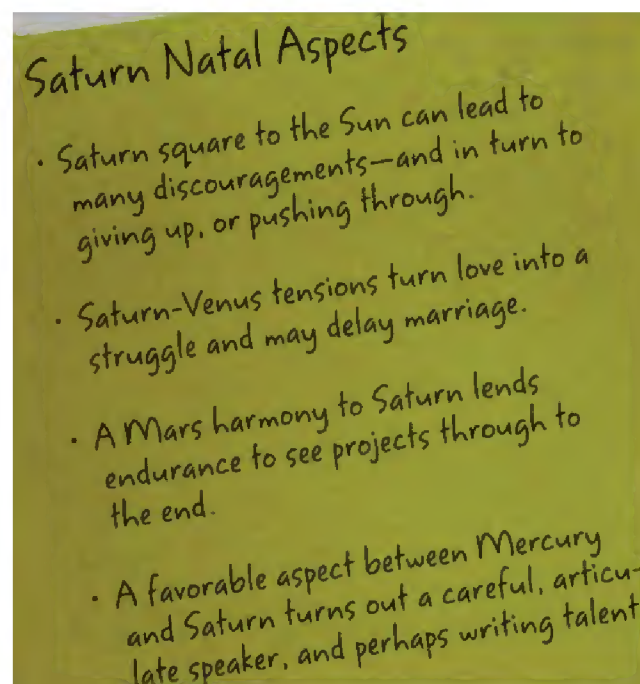 Saturn Natal Aspects
· Saturn square to the Sun can lead to
many discouragements—and in turn to
giving up, or pushing through.
· Saturn-Venus tensions turn love into a
struggle and may delay marriage.
· A Mars harmony to Saturn lends
endurance to see projects through to
the end.
· A favorable aspect between Mercury
and Saturn turns out a careful, articu-
late speaker, and perhaps writing talent